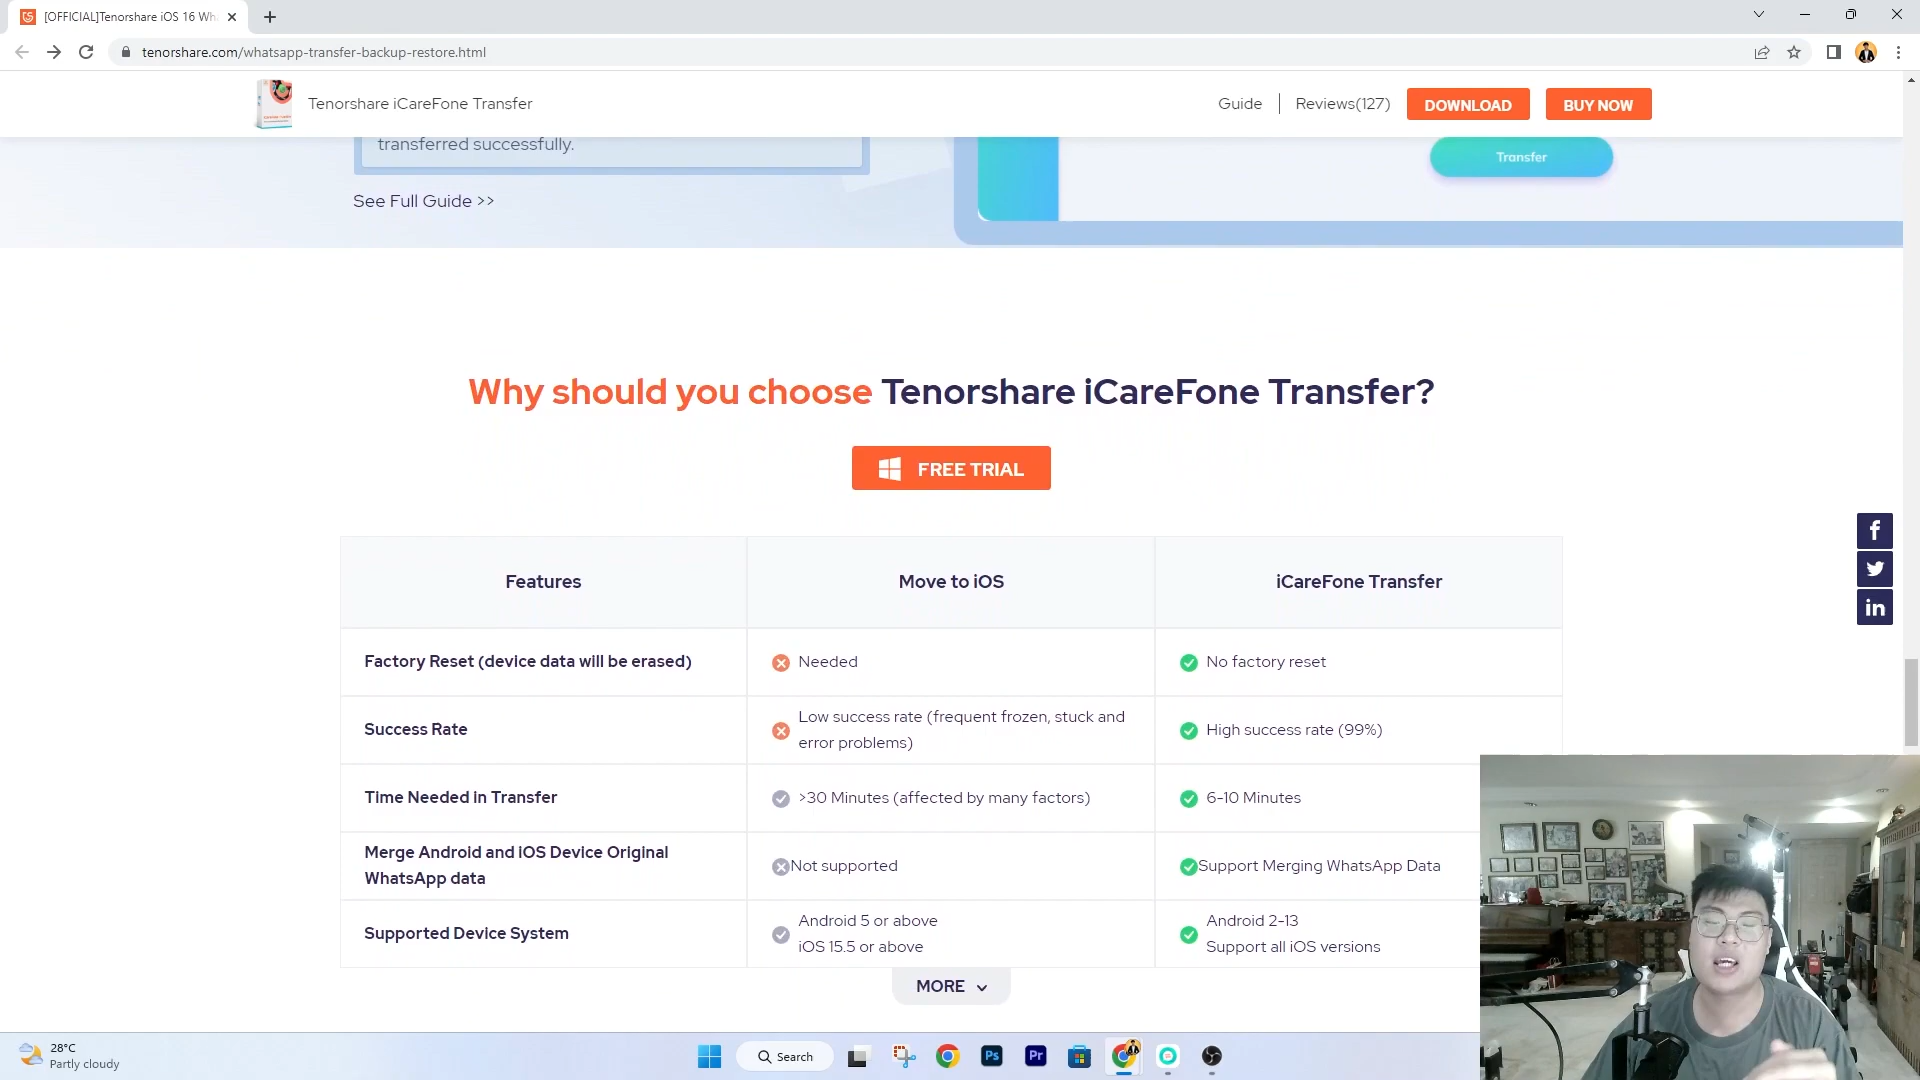 [OFFICIAL]Tenorshare iOS 16 Wh
tenorshare.com/whatsapp-transfer-backup-restore.html
Tenorshare iCareFone Transfer
Guide
Reviews(127)
DOWNLOAD
BUY NOW
transferred successfully.
Transfer
See Full Guide >>
Why should you choose Tenorshare iCareFone Transfer?
FREE TRIAL
Features
Move to iOS
iCareFone Transfer
Factory Reset (device data will be erased)
Needed
No factory reset
Success Rate
Low success rate (frequent frozen, stuck and
error problems)
High success rate (99%)
Time Needed in Transfer
>30 Minutes (affected by many factors)
6-10 Minutes
Merge Android and iOS Device Original
WhatsApp data
Not supported
Support Merging WhatsApp Data
Supported Device System
Android 5 or above
iOS 15.5 or above
Android 2-13
Support all iOS versions
MORE
f
in
28°C
Partly cloudy
Search
Ps
Pr